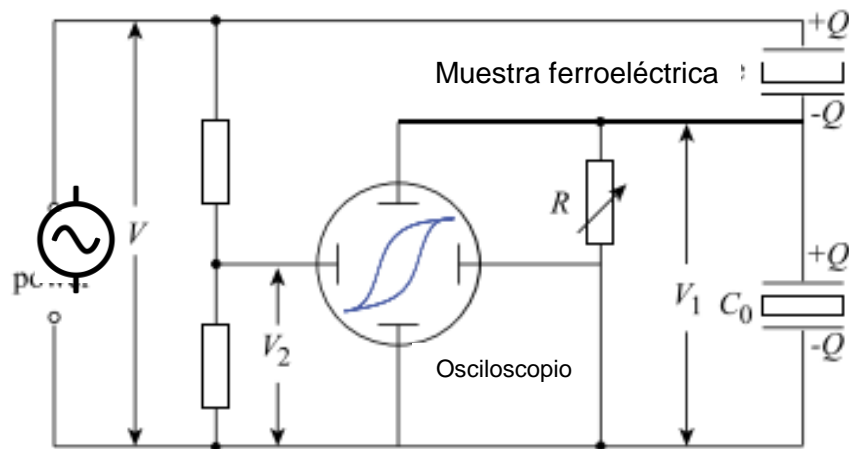 +Q
Muestra ferroeléctrica
-Q
V
R
V1
+Q
C0
-Q
V2
Osciloscopio